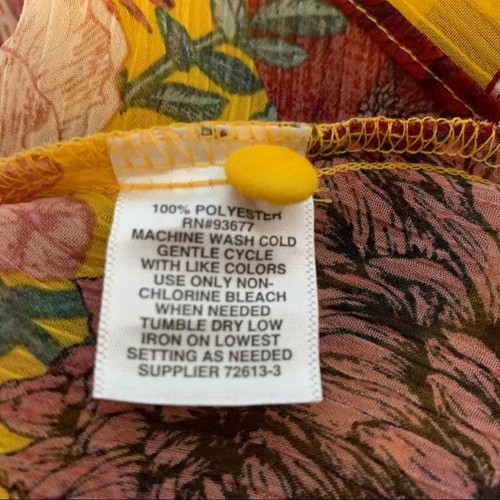 100% POLYESTER
RN#93677
MACHINE WASH COLD
GENTLE CYCLE
WITH LIKE COLORS
USE ONLY NON-
CHLORINE BLEACH
WHEN NEEDED
TUMBLE DRY LOW
IRON ON LOWEST
SETTING AS NEEDED
SUPPLIER 72613-3